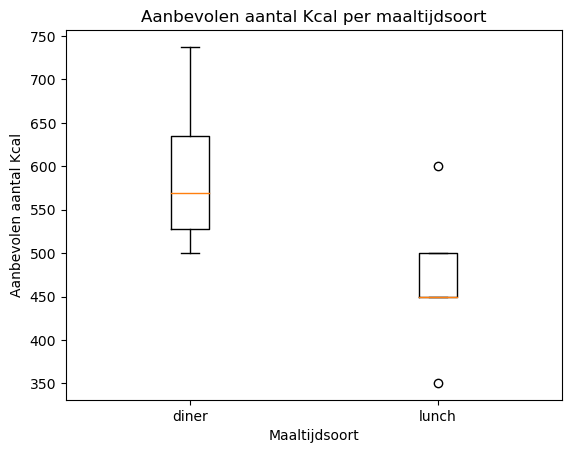 Aanbevolen aantal Kcal per maaltijdsoort
Aanbevolen aantal Kcal
750
700
650
600
550
500
450
400
350
diner
lunch
Maaltijdsoort